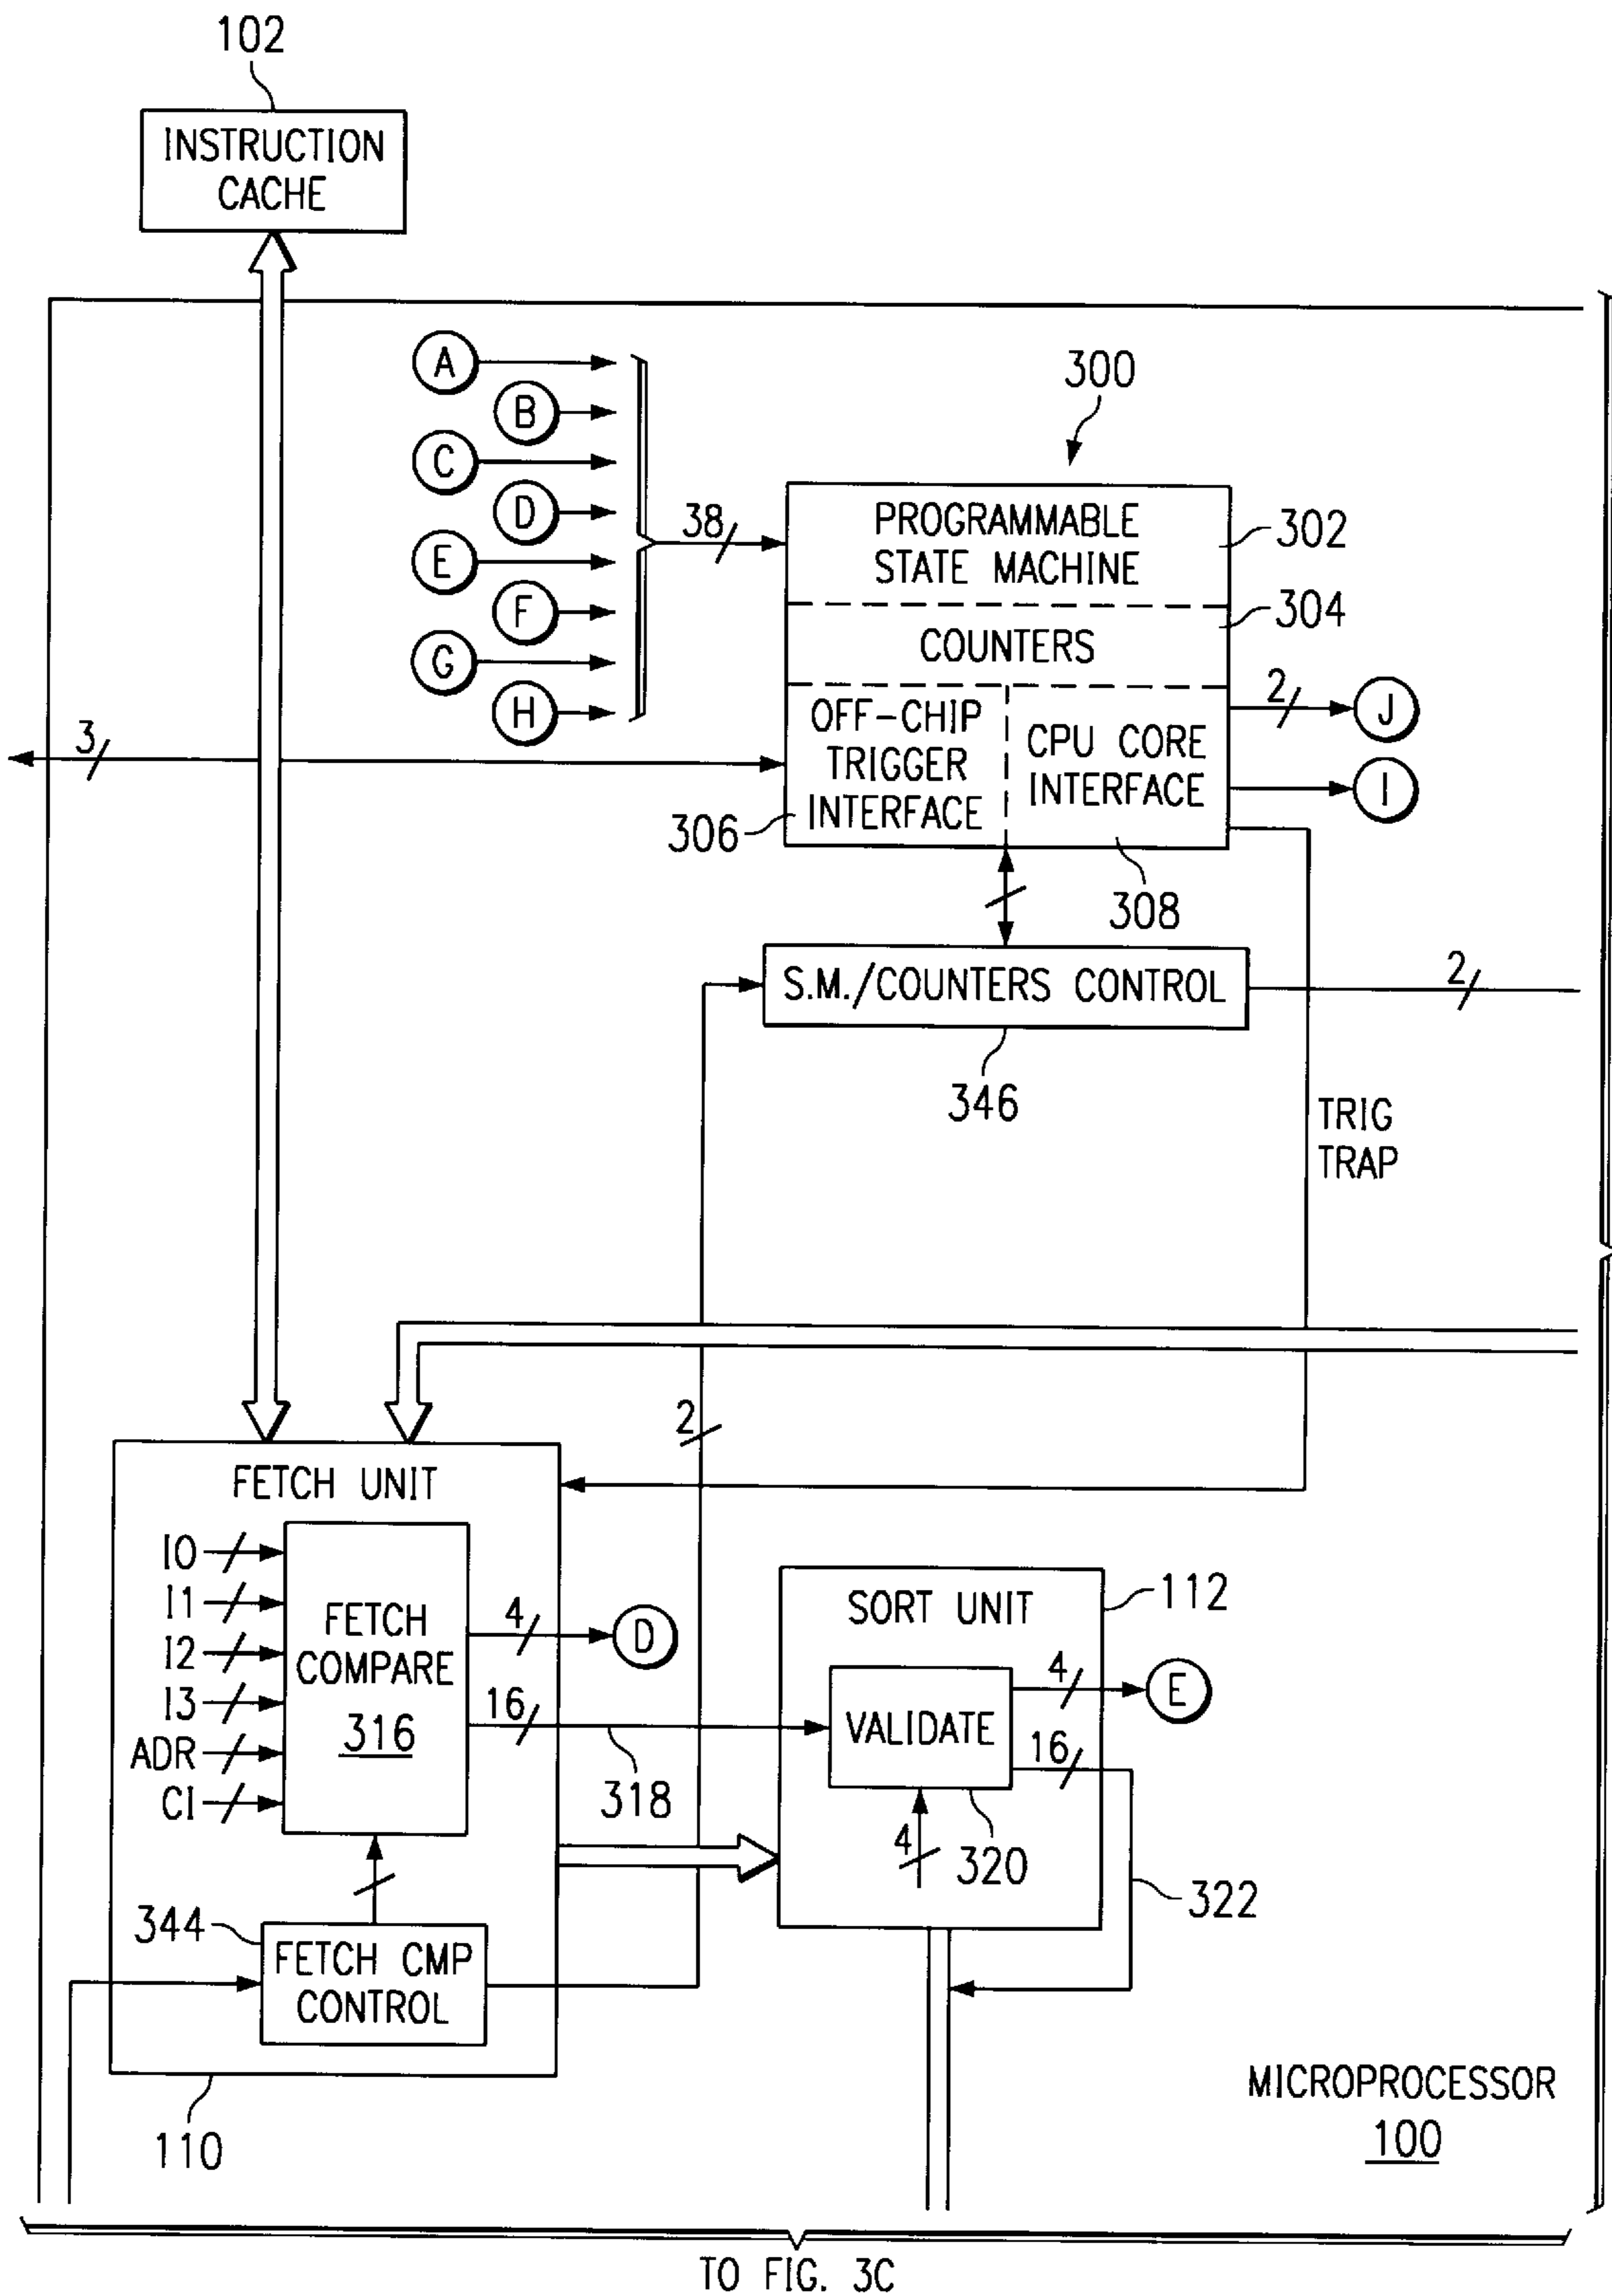 102
INSTRUCTION
CACHE
A
B
C
D
E
F
G
H
38
300
PROGRAMMABLE
STATE MACHINE
302
304
COUNTERS
OFF-CHIP
TRIGGER
INTERFACE
CPU CORE
INTERFACE
2
J
I
3
306
308
S.M./COUNTERS CONTROL
2
346
TRIG
TRAP
2
FETCH UNIT
I0
I1
I2
I3
ADR
CI
FETCH
COMPARE
316
4
D
16
318
SORT UNIT
112
VALIDATE
4
E
16
4
320
322
344
FETCH CMP
CONTROL
110
MICROPROCESSOR
100
TO FIG. 3C